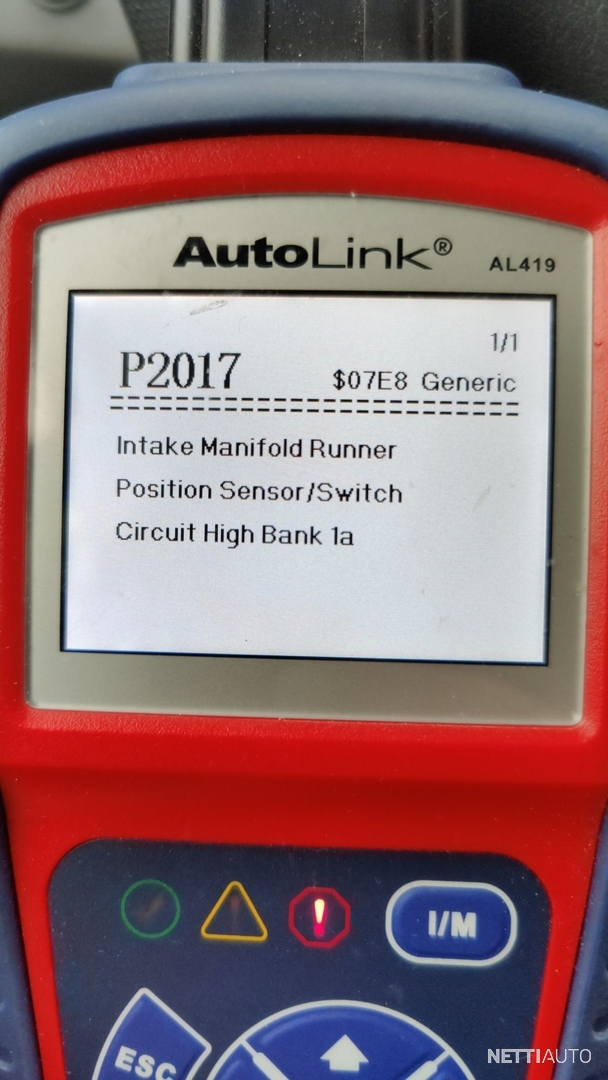 AutoLink®
AL419
1/1
P2017
$07E8 Generic
Intake Manifold Runner
Position Sensor/Switch
Circuit High Bank 1a
!
I/M
ESC
NETTIAUTO